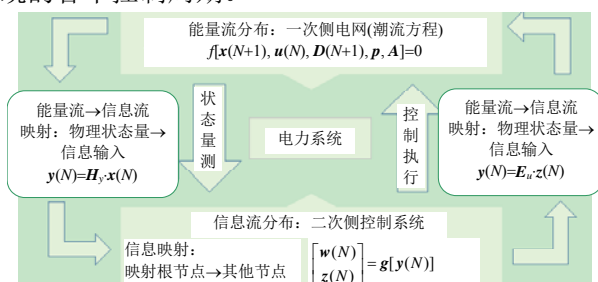 能量流分布：一次侧电网(潮流方程)
f[x(N+1), u(N), D(N+1), p, A]=0
能量流→信息流
映射：物理状态量→
信息输入
y(N)=Hy·x(N)
状态量测
电力系统
控制执行
能量流→信息流
映射：物理状态量→
信息输入
y(N)=Eu·z(N)
信息流分布：二次侧控制系统
信息映射：
映射根节点→其他节点
[w(N)
z(N)] = g[y(N)]